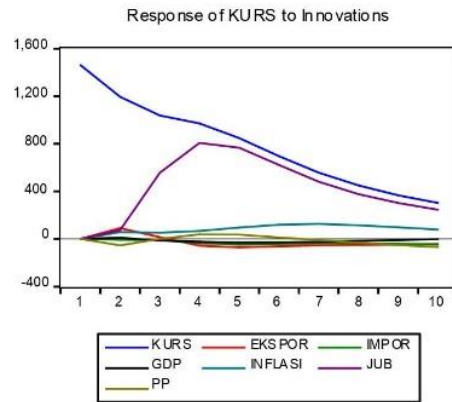 Response of KURS to Innovations
1,600
1,200
800
400
0
-400
1 2 3 4 5 6 7 8 9 10
KURS EKSPOR IMPOR
GDP INFLASI JUB
PP